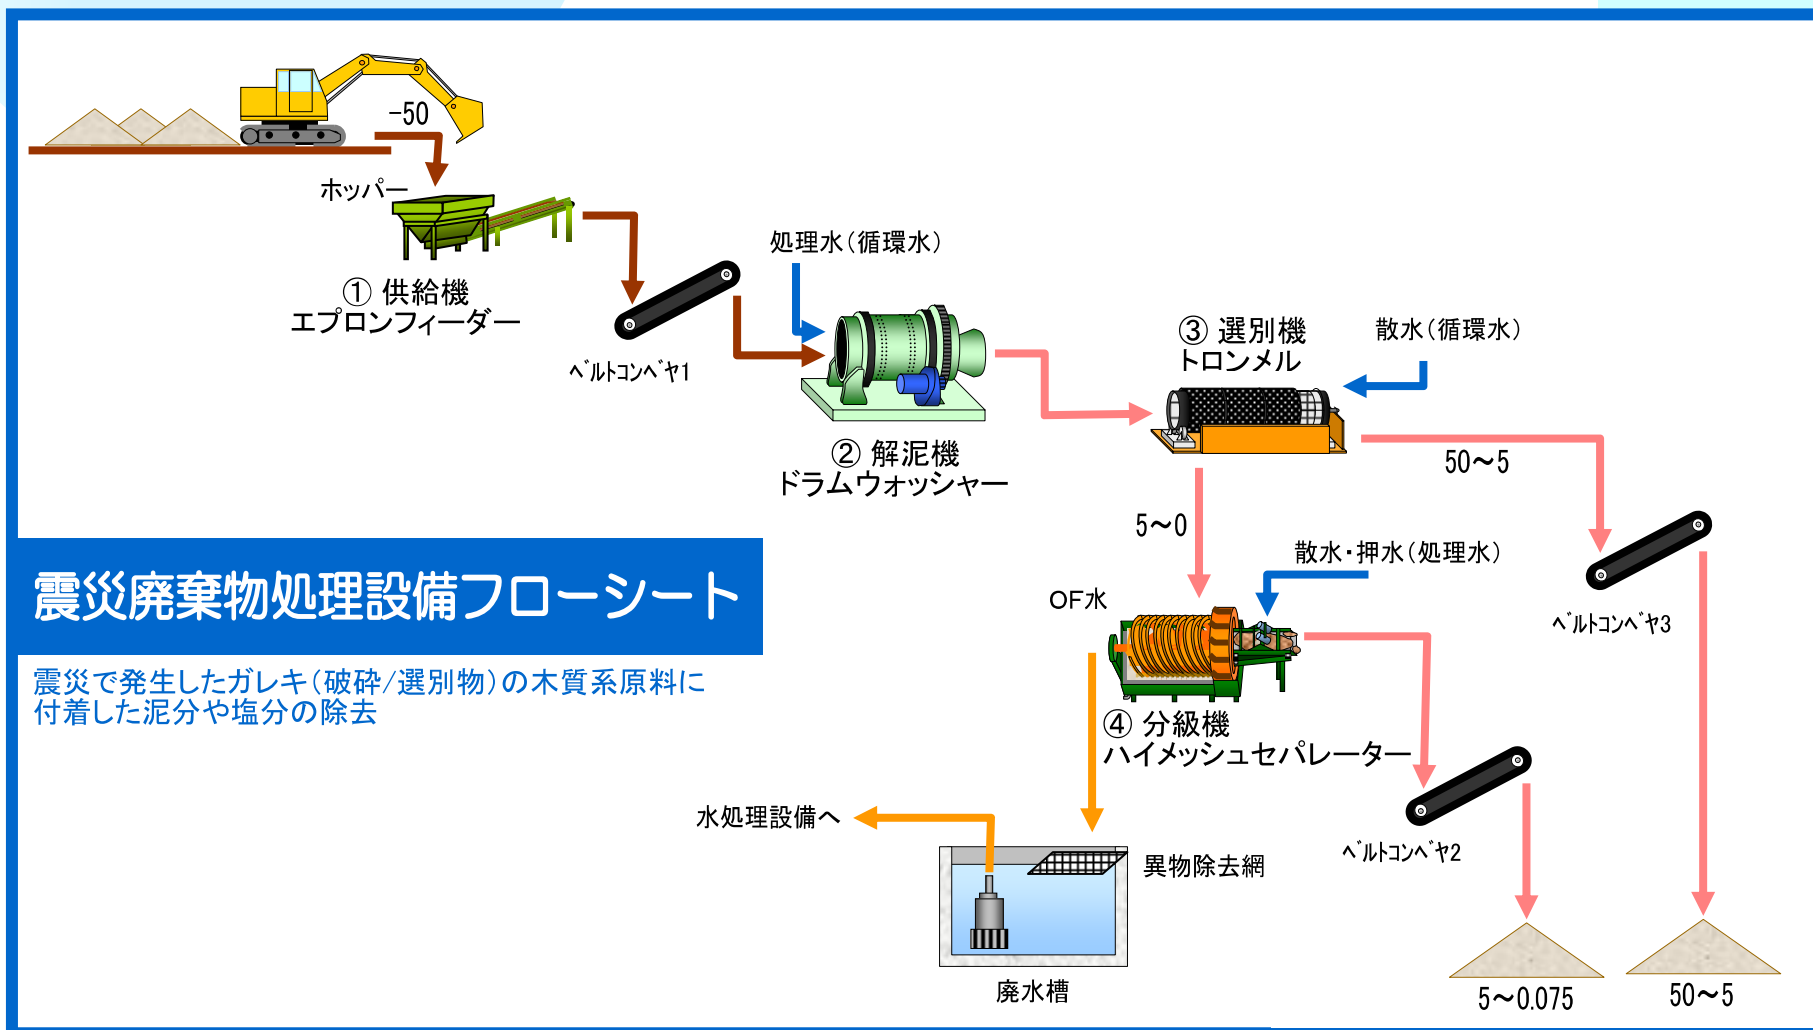 -50
ホッパー
① 供給機
エプロンフィーダー
ベルトコンベヤ1
処理水(循環水)
② 解泥機
ドラムウォッシャー
③ 選別機
トロンメル
散水(循環水)
50～5
5～0
ベルトコンベヤ3
散水・押水(処理水)
OF水
④ 分級機
ハイメッシュセパレーター
震災廃棄物処理設備フローシート
震災で発生したガレキ(破砕/選別物)の木質系原料に
付着した泥分や塩分の除去
水処理設備へ
異物除去網
廃水槽
ベルトコンベヤ2
5～0.075
50～5